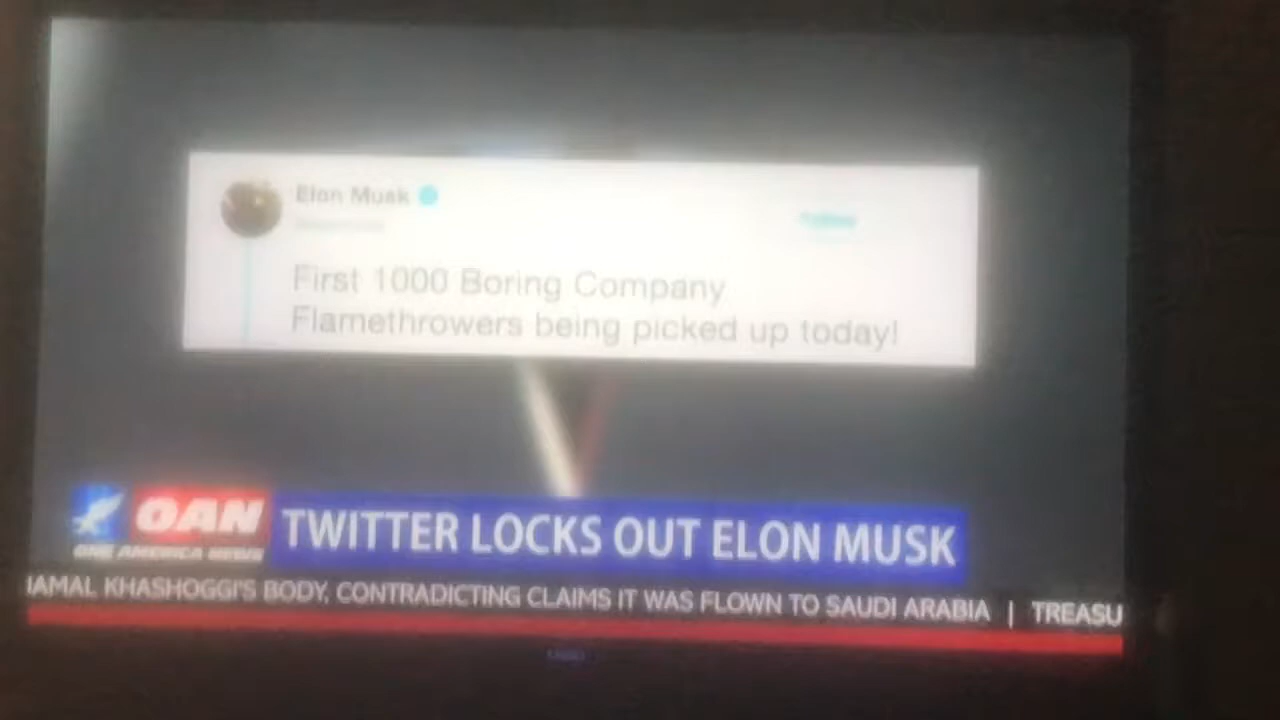 Elon Musk
First 1000 Boring Company
Flamethrowers being picked up today!
OAN
ONE AMERICA NEWS
TWITTER LOCKS OUT ELON MUSK
JAMAL KHASHOGGI'S BODY, CONTRADICTING CLAIMS IT WAS FLOWN TO SAUDI ARABIA | TREASU